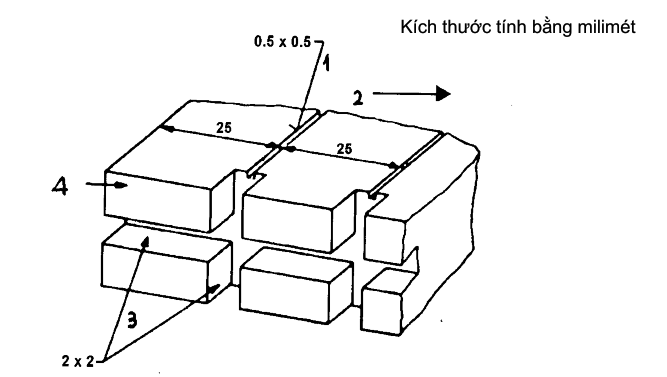 Kích thước tính bằng milimét
0.5 x 0.5
1
2
25
25
4
3
2 x 2